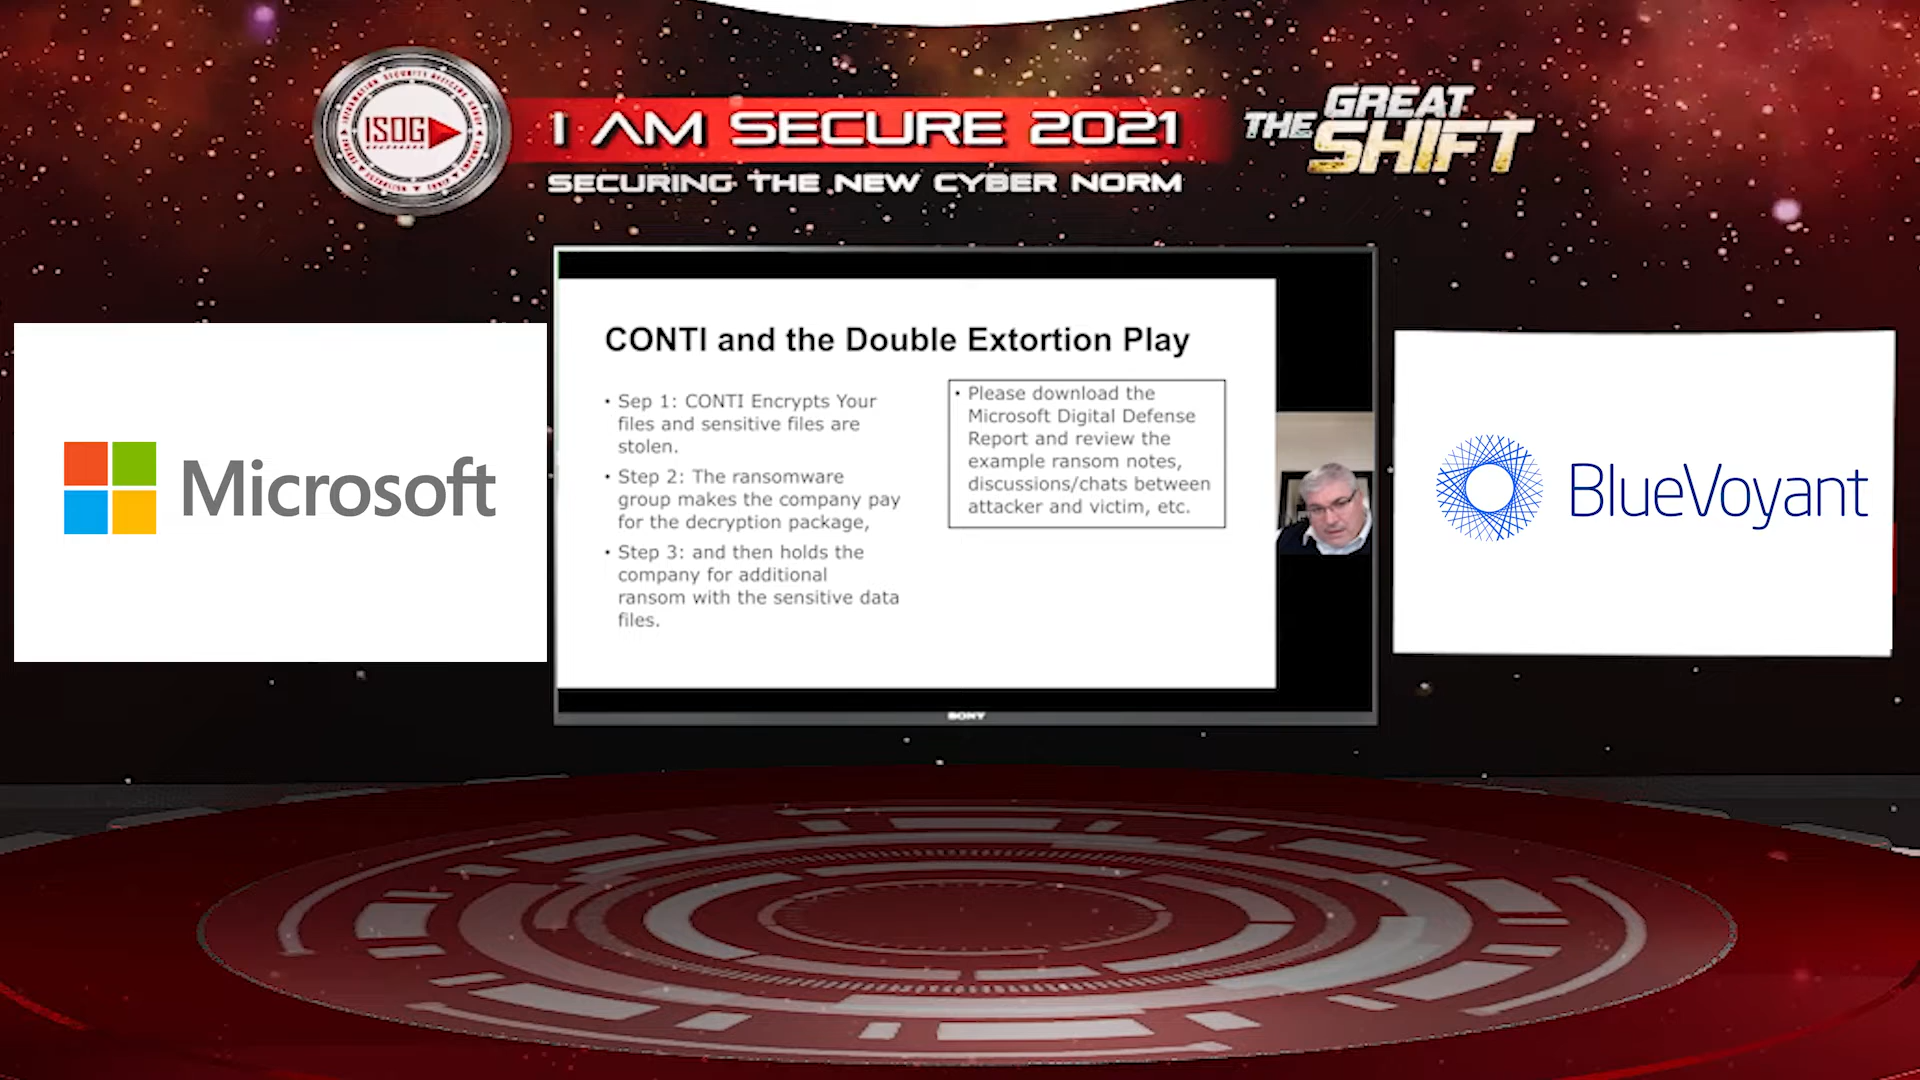 ISOG
I AM SECURE 2021
SECURING THE NEW CYBER NORM
THE GREAT SHIFT
Microsoft
CONTI and the Double Extortion Play
• Sep 1: CONTI Encrypts Your
files and sensitive files are
stolen.
• Step 2: The ransomware
group makes the company pay
for the decryption package,
• Step 3: and then holds the
company for additional
ransom with the sensitive data
files.
• Please download the
Microsoft Digital Defense
Report and review the
example ransom notes,
discussions/chats between
attacker and victim, etc.
BlueVoyant
SONY